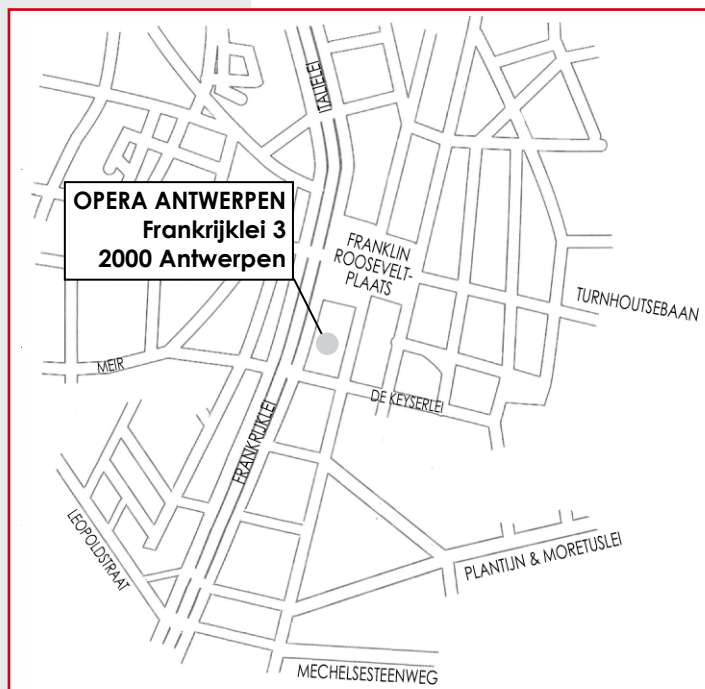 ITALIËLEI
OPERA ANTWERPEN
Frankrijklei 3
2000 Antwerpen
FRANKLIN
ROOSEVELT-
PLAATS
TURNHOUTSEBAAN
MEIR
DE KEYSERLEI
FRANKRIJKLEI
LEOPOLDSTRAAT
PLANTIJN & MORETUSLEI
MECHELSESTEENWEG